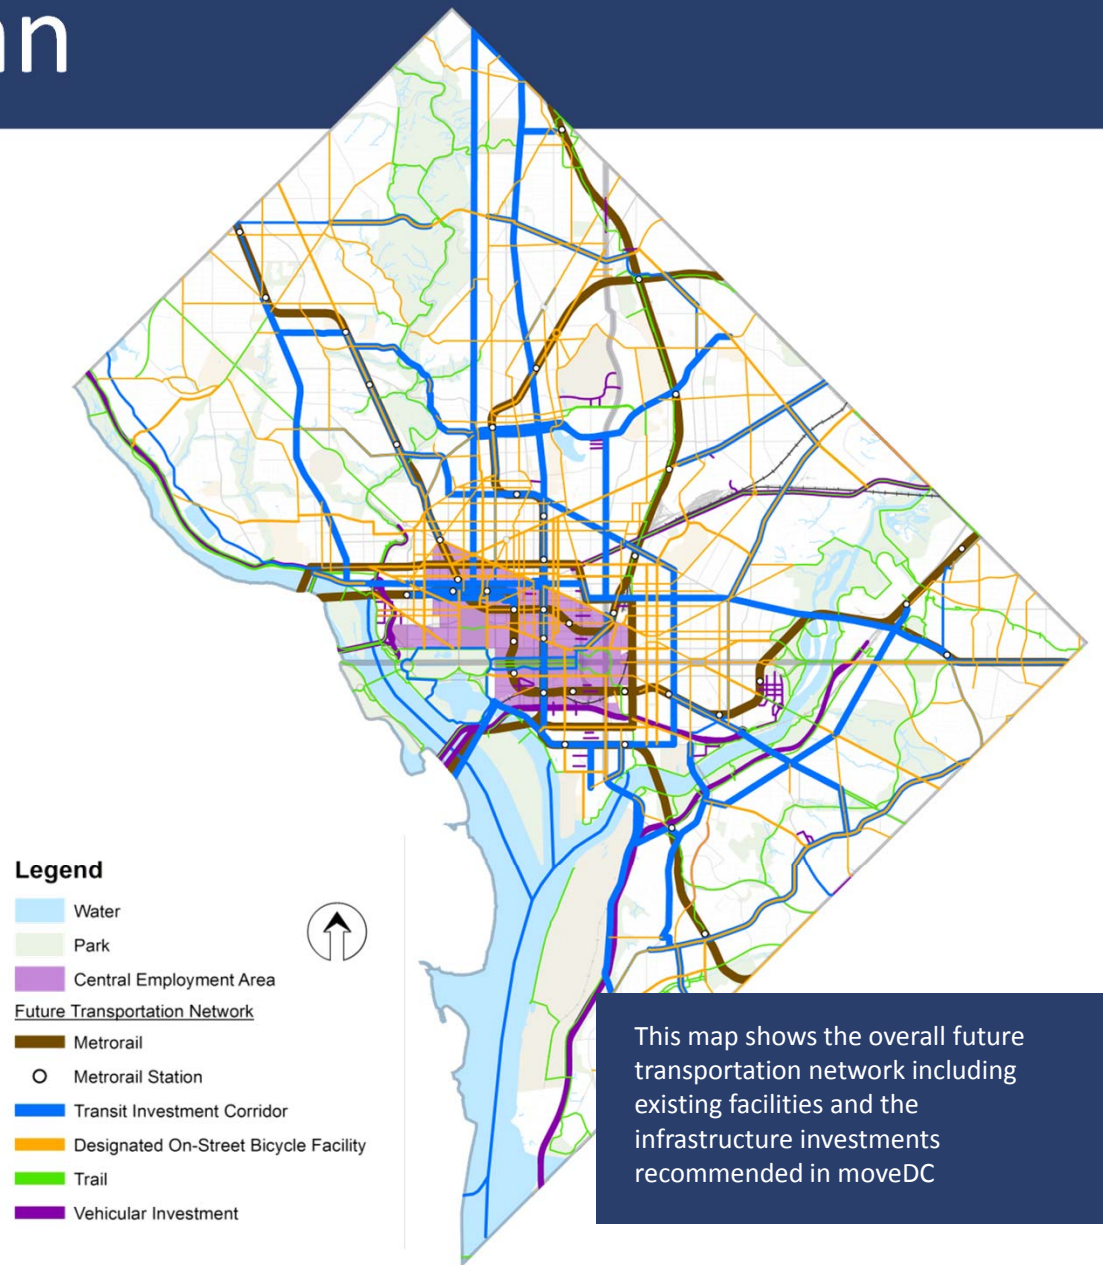 an
Legend
Water
Park
Central Employment Area
Future Transportation Network
Metrorail
Metrorail Station
Transit Investment Corridor
Designated On-Street Bicycle Facility
Trail
Vehicular Investment
This map shows the overall future
transportation network including
existing facilities and the
infrastructure investments
recommended in moveDC